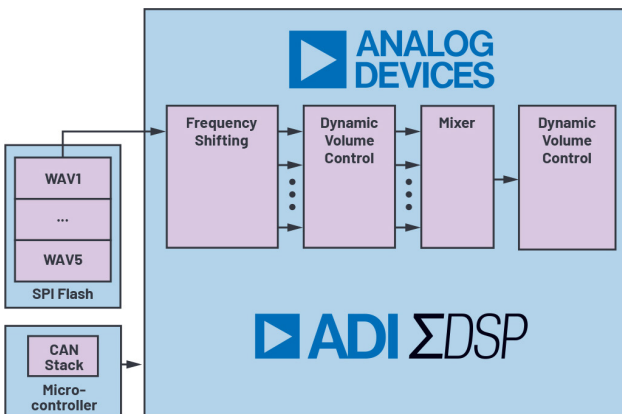 ANALOG
DEVICES
Frequency
Shifting
Dynamic
Volume
Control
Mixer
Dynamic
Volume
Control
WAV1
...
WAV5
SPI Flash
CAN
Stack
Micro-
controller
ADI ΣDSP